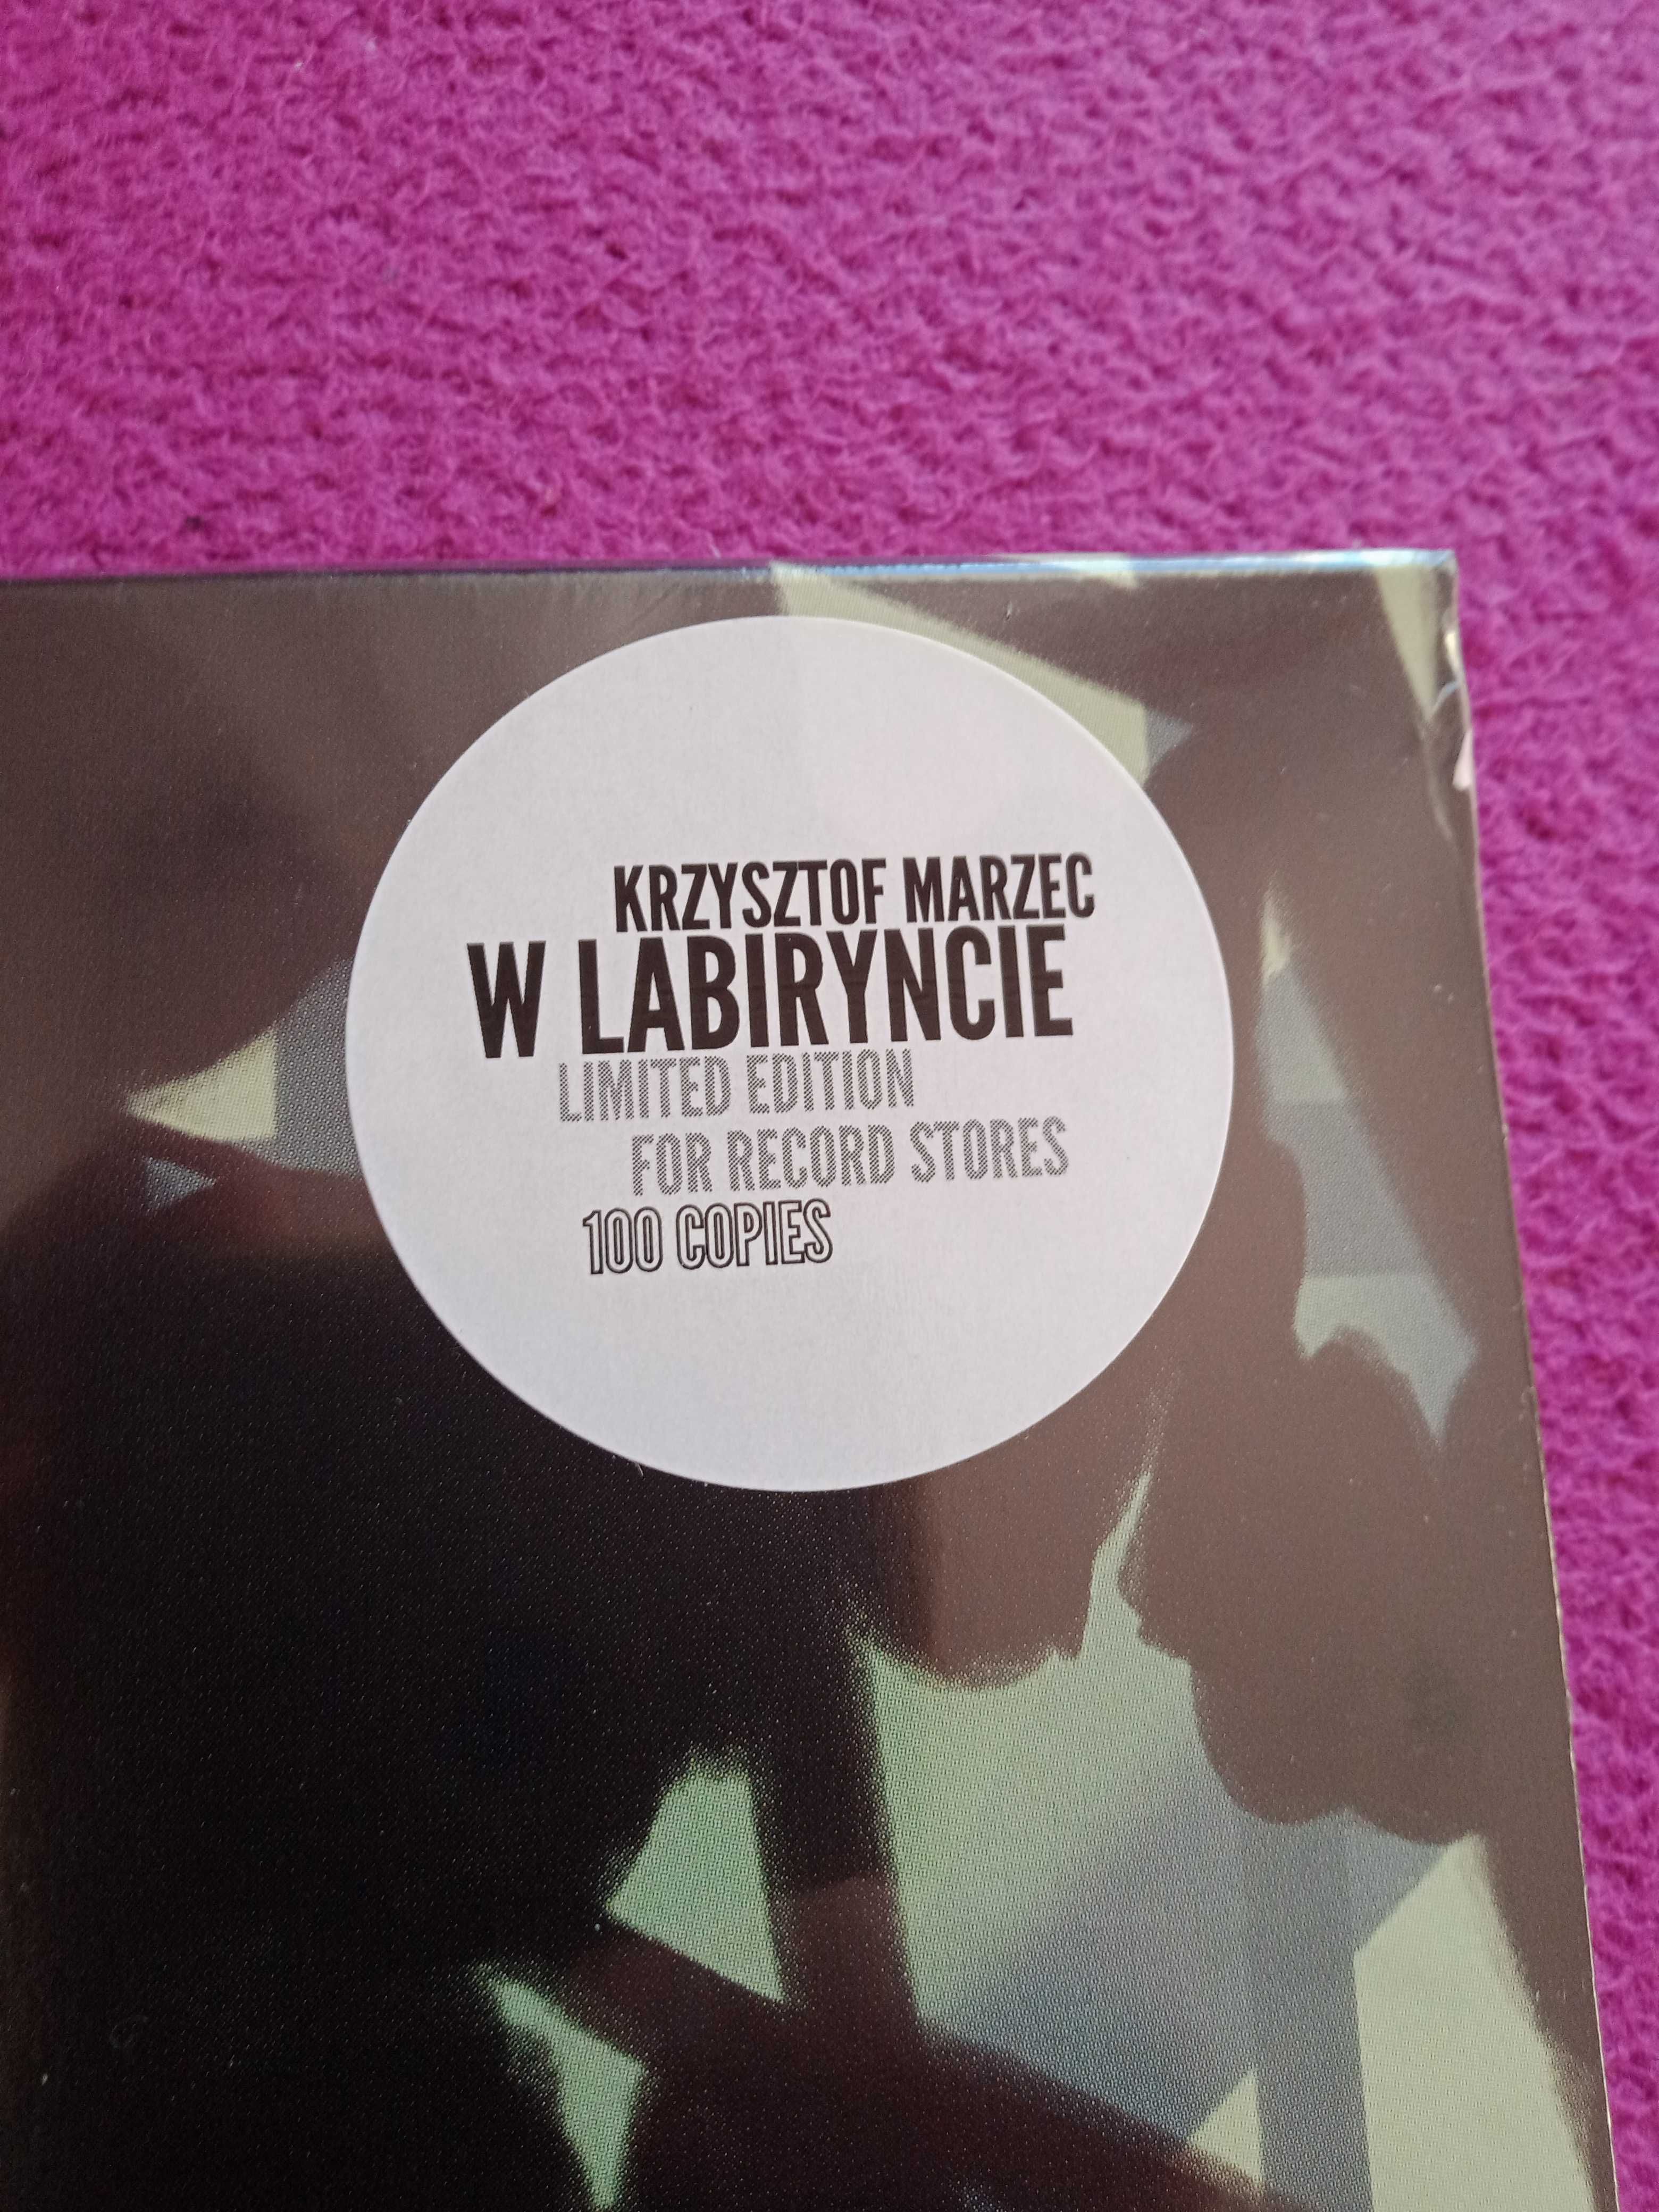 KRZYSZTOF MARZEC
W LABIRYNCIE
LIMITED EDITION
FOR RECORD STORES
100 COPIES